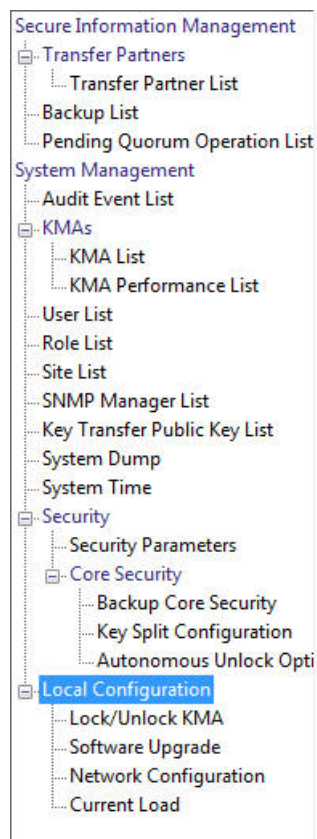 Secure Information Management
Transfer Partners
Transfer Partner List
Backup List
Pending Quorum Operation List
System Management
Audit Event List
KMAs
KMA List
KMA Performance List
User List
Role List
Site List
SNMP Manager List
Key Transfer Public Key List
System Dump
System Time
Security
Security Parameters
Core Security
Backup Core Security
Key Split Configuration
Autonomous Unlock Opti
Local Configuration
Lock/Unlock KMA
Software Upgrade
Network Configuration
Current Load